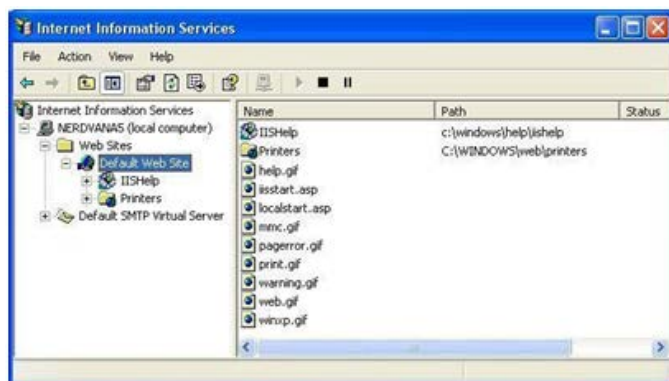 Internet Information Services
File Action View Help
Internet Information Services
NERDVANA5 (local computer)
Web Sites
Default Web Site
IISHelp
Printers
Default SMTP Virtual Server
Name Path Status
IISHelp c:\windows\help\iishelp
Printers C:\WINDOWS\web\printers
help.gif
iisstart.asp
localstart.asp
mmc.gif
pagerror.gif
print.gif
warning.gif
web.gif
winxp.gif